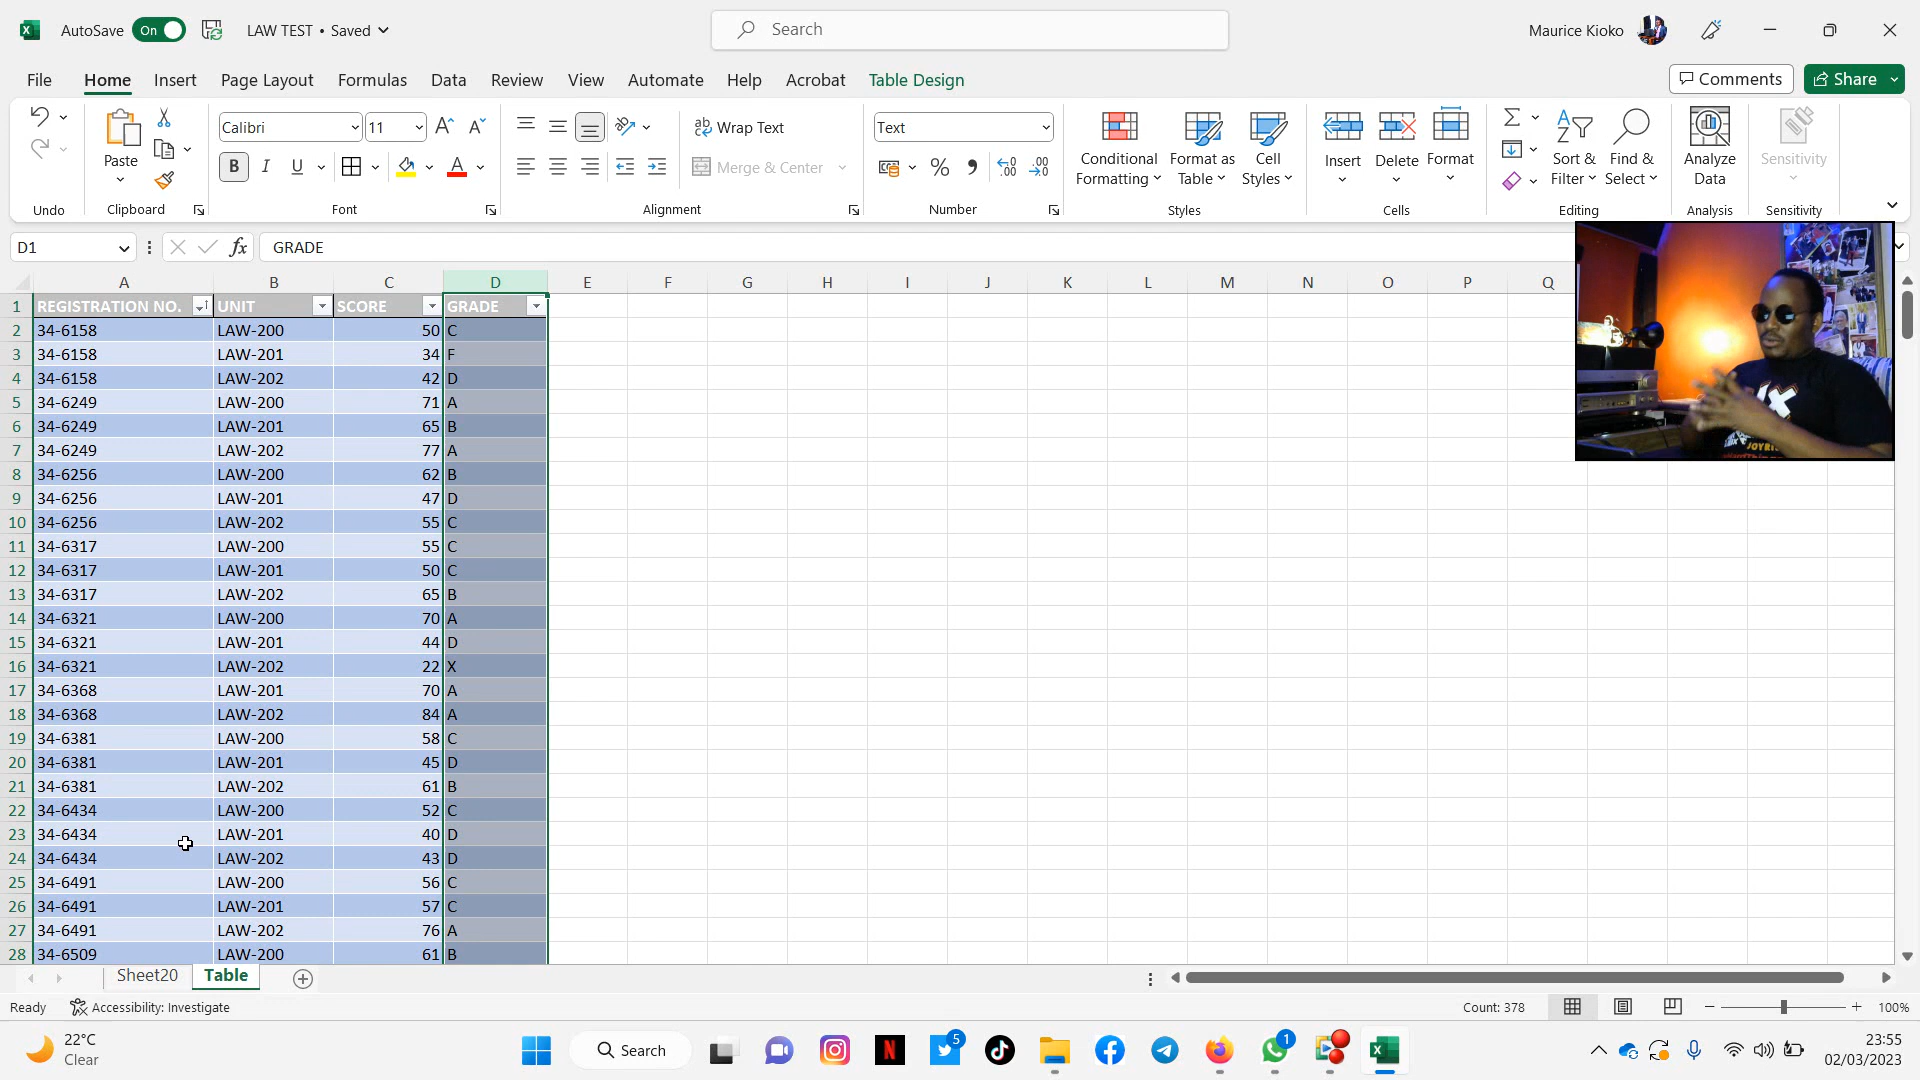 AutoSave On LAW TEST • Saved Search Maurice Kioko
File Home Insert Page Layout Formulas Data Review View Automate Help Acrobat Table Design Comments Share
Paste Calibri 11 B I U Wrap Text Merge & Center Text Conditional Formatting Format as Table Cell Styles Insert Delete Format Sort & Filter Find & Select Analyze Data Sensitivity
Undo Clipboard Font Alignment Number Styles Cells Editing Analysis Sensitivity
D1 fx GRADE
A B C D E F G H I J K L M N O P Q
1 REGISTRATION NO. UNIT SCORE GRADE
2 34-6158 LAW-200 50 C
3 34-6158 LAW-201 34 F
4 34-6158 LAW-202 42 D
5 34-6249 LAW-200 71 A
6 34-6249 LAW-201 65 B
7 34-6249 LAW-202 77 A
8 34-6256 LAW-200 62 B
9 34-6256 LAW-201 47 D
10 34-6256 LAW-202 55 C
11 34-6317 LAW-200 55 C
12 34-6317 LAW-201 50 C
13 34-6317 LAW-202 65 B
14 34-6321 LAW-200 70 A
15 34-6321 LAW-201 44 D
16 34-6321 LAW-202 22 X
17 34-6368 LAW-201 70 A
18 34-6368 LAW-202 84 A
19 34-6381 LAW-200 58 C
20 34-6381 LAW-201 45 D
21 34-6381 LAW-202 61 B
22 34-6434 LAW-200 52 C
23 34-6434 LAW-201 40 D
24 34-6434 LAW-202 43 D
25 34-6491 LAW-200 56 C
26 34-6491 LAW-201 57 C
27 34-6491 LAW-202 76 A
28 34-6509 LAW-200 61 B
Sheet20 Table
Ready Accessibility: Investigate Count: 378 100%
22°C Search 5 1 23:55
Clear 02/03/2023